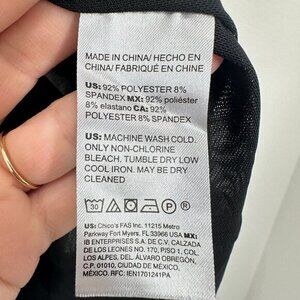 MADE IN CHINA/ HECHO EN
CHINA/ FABRIQUÉ EN CHINE
US: 92% POLYESTER 8%
SPANDEX MX: 92% poliéster
8% elastano CA: 92%
POLYESTER 8% SPANDEX
US: MACHINE WASH COLD.
ONLY NON-CHLORINE
BLEACH. TUMBLE DRY LOW
COOL IRON. MAY BE DRY
CLEANED
30 P
US: Chico's FAS Inc. 11215 Metro
Parkway Fort Myers, FL 33966 USA MX:
IB ENTERPRISES S.A DE C.V. CALZADA
DE LOS LEONES NO. 170, PISO 1, COL
LOS ALPES, DEL. ÁLVARO OBREGÓN,
C.P. 01010, CIUDAD DE MÉXICO,
MÉXICO. RFC: IEN1701241PA